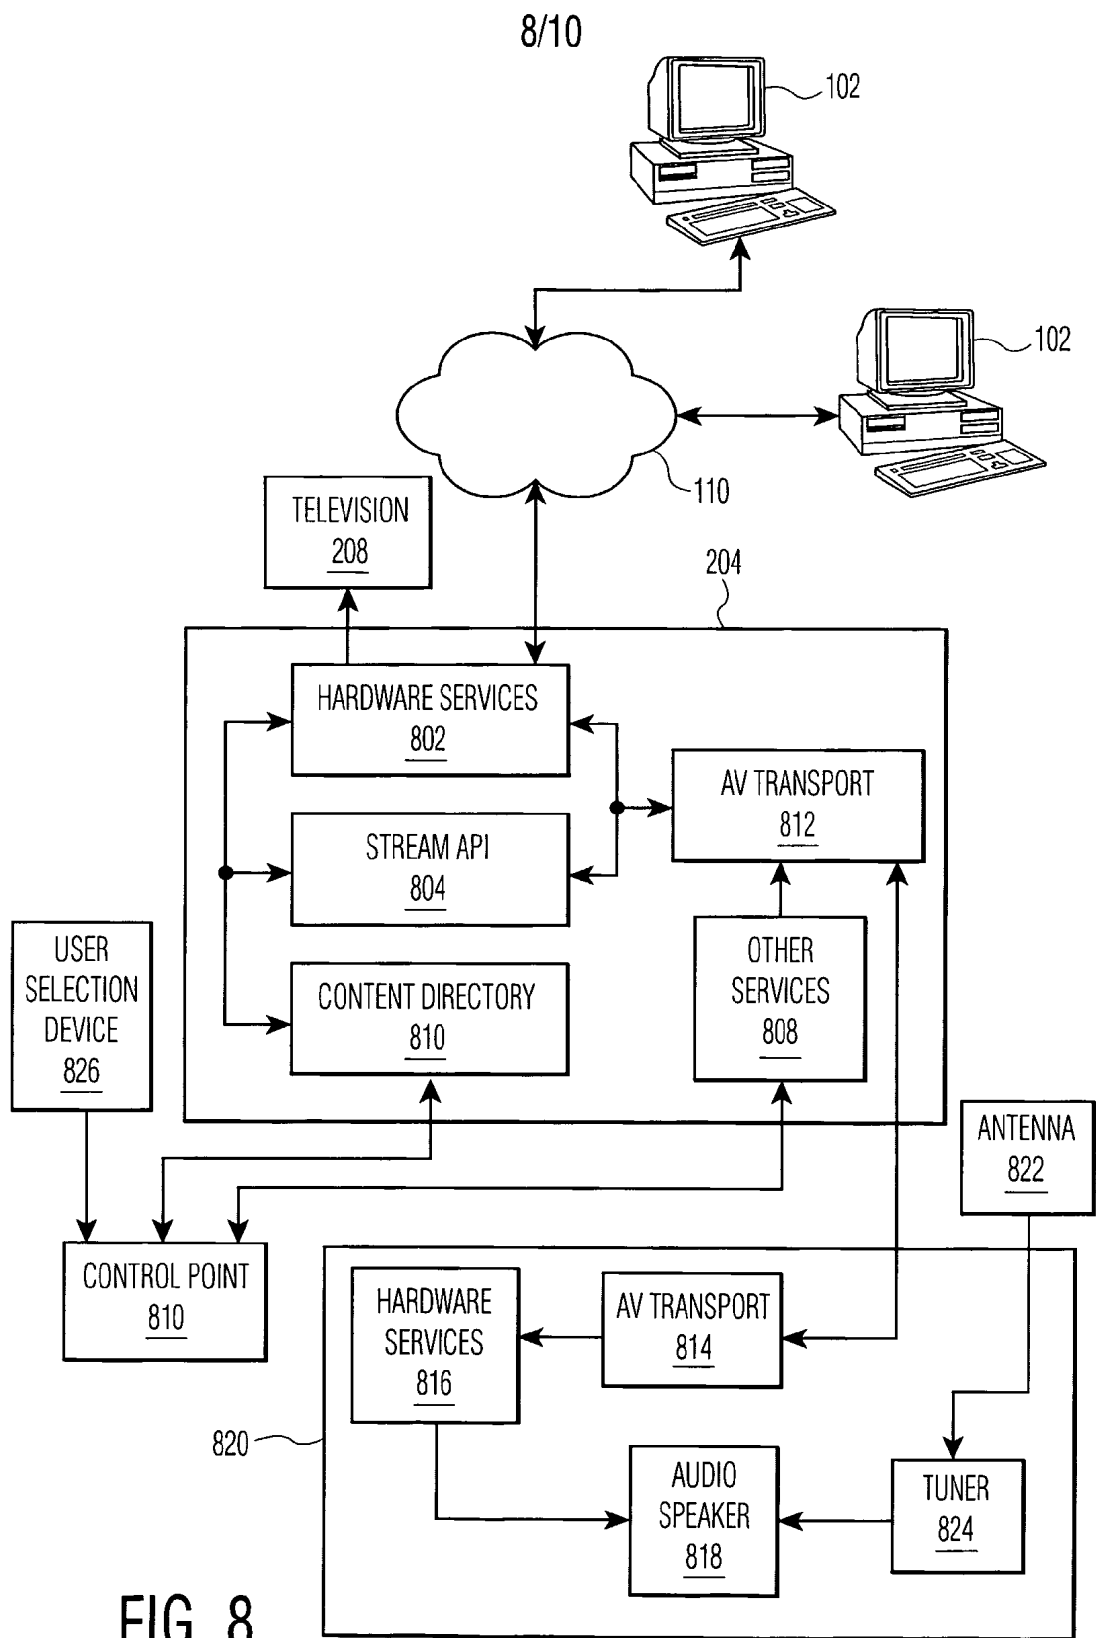 8/10
102
102
110
TELEVISION
208
204
HARDWARE SERVICES
802
AV TRANSPORT
812
STREAM API
804
USER
SELECTION
DEVICE
826
OTHER
SERVICES
808
CONTENT DIRECTORY
810
ANTENNA
822
CONTROL POINT
810
HARDWARE
SERVICES
816
AV TRANSPORT
814
820
AUDIO
SPEAKER
818
TUNER
824
FIG. 8